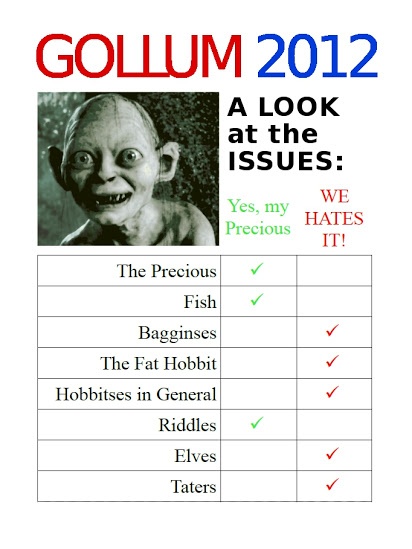 GOLLUM 2012
A LOOK
at the
ISSUES:
Yes, my
Precious
WE
HATES
IT!
The Precious ✓
Fish ✓
Bagginses ✓
The Fat Hobbit ✓
Hobbitses in General ✓
Riddles ✓
Elves ✓
Taters ✓